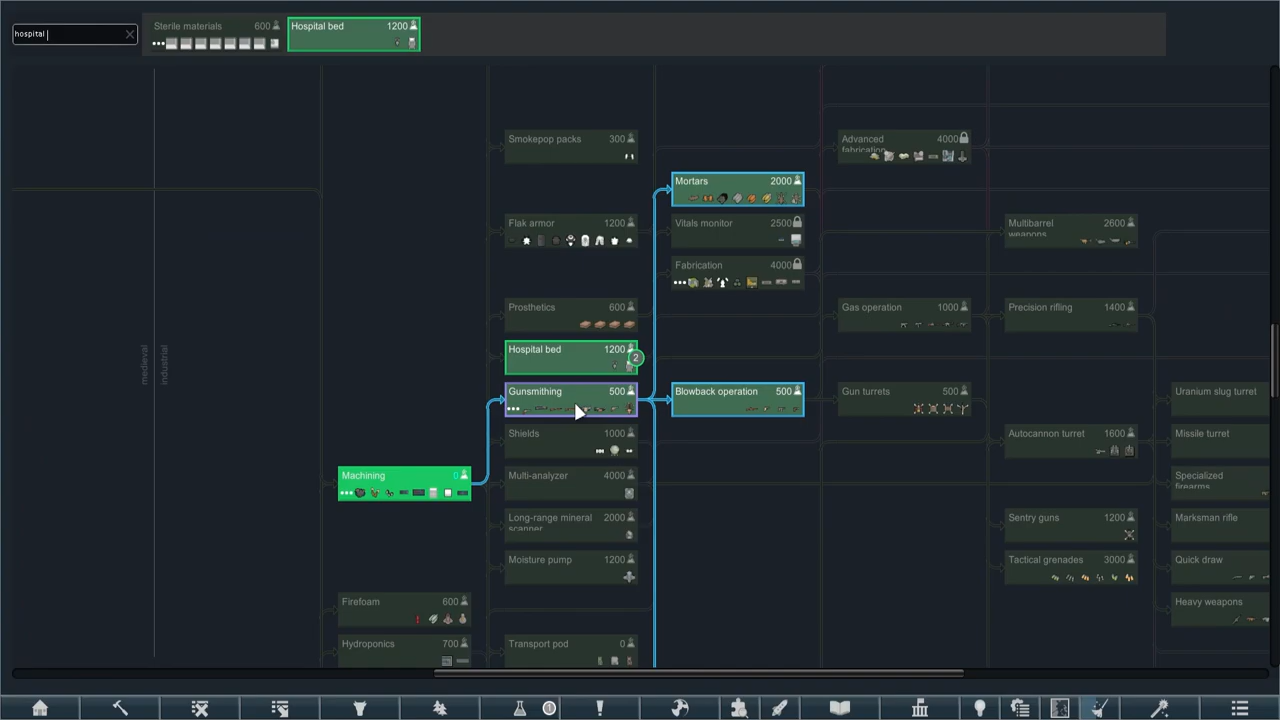 hospital
Sterile materials 600
Hospital bed 1200
Smokepop packs 300
Advanced fabrication 4000
Mortars 2000
Flak armor 1200
Vitals monitor 2500
Multibarrel weapons 2600
Fabrication 4000
Prosthetics 600
Gas operation 1000
Precision rifling 1400
Hospital bed 1200
2
medieval
industrial
Gunsmithing 500
Blowback operation 500
Gun turrets 500
Uranium slug turret
Shields 1000
Autocannon turret 1600
Missile turret
Machining 0
Multi-analyzer 4000
Specialized firearms
Long-range mineral scanner 2000
Sentry guns 1200
Marksman rifle
Moisture pump 1200
Tactical grenades 3000
Quick draw
Firefoam 600
Heavy weapons
Hydroponics 700
Transport pod 0
1